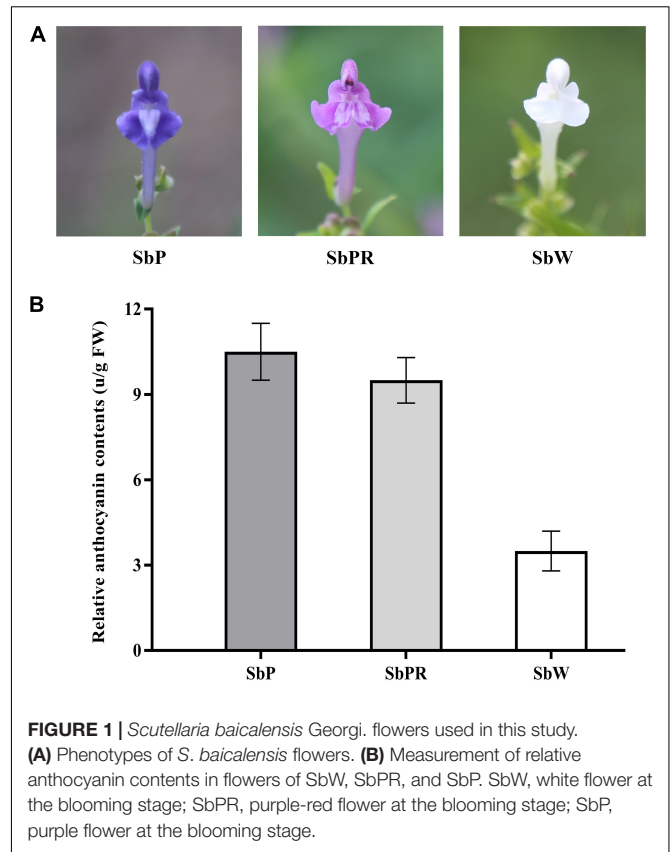 A
SbP SbPR SbW
B
Relative anthocyanin contents (u/g FW)
12
9
6
3
0
SbP SbPR SbW
FIGURE 1 | Scutellaria baicalensis Georgi. flowers used in this study.
(A) Phenotypes of S. baicalensis flowers. (B) Measurement of relative
anthocyanin contents in flowers of SbW, SbPR, and SbP. SbW, white flower at
the blooming stage; SbPR, purple-red flower at the blooming stage; SbP,
purple flower at the blooming stage.